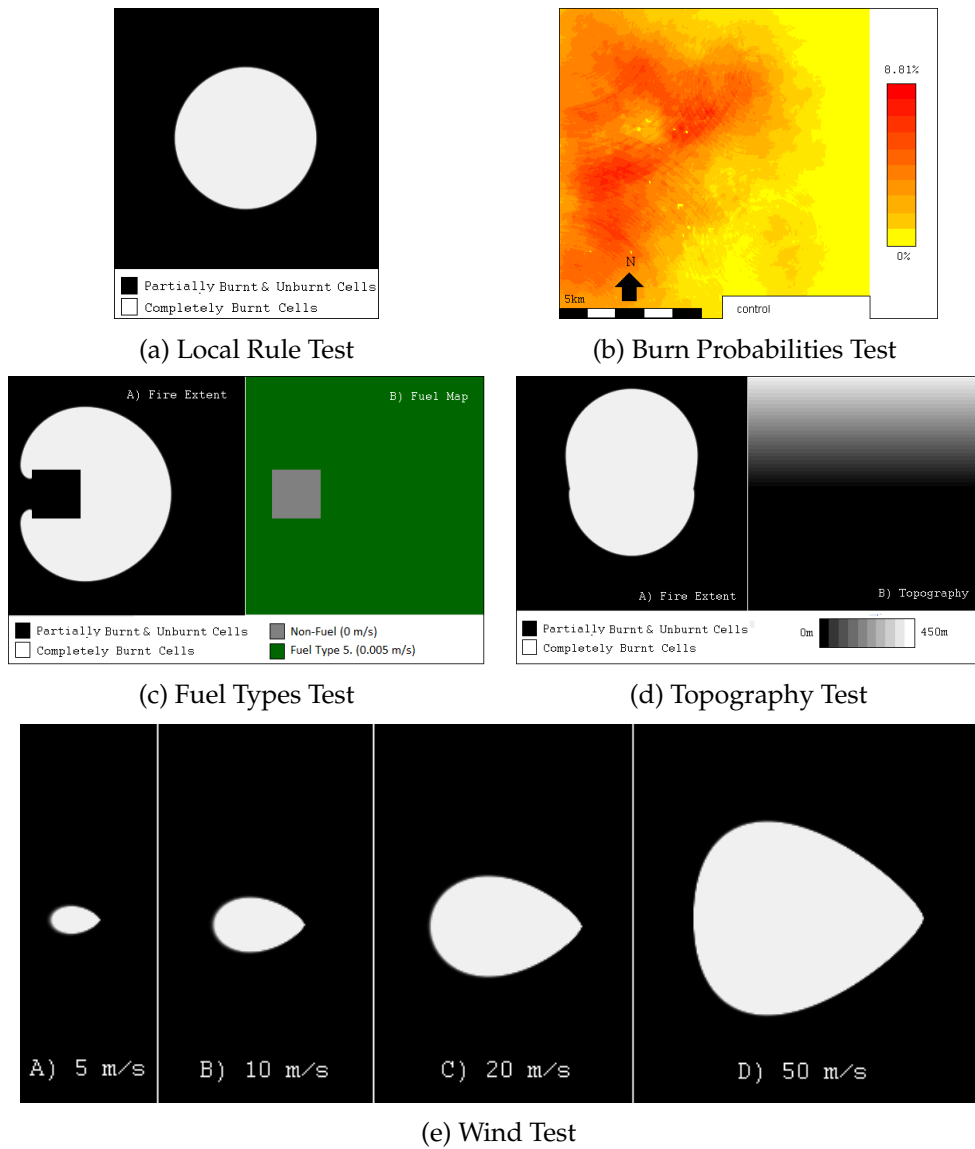 Partially Burnt & Unburnt Cells
Completely Burnt Cells
(a) Local Rule Test
8.81%
0%
N
5km
control
(b) Burn Probabilities Test
A) Fire Extent
B) Fuel Map
Partially Burnt & Unburnt Cells
Completely Burnt Cells
Non-Fuel (0 m/s)
Fuel Type 5. (0.005 m/s)
(c) Fuel Types Test
A) Fire Extent
B) Topography
Partially Burnt & Unburnt Cells
Completely Burnt Cells
0m
450m
(d) Topography Test
A) 5 m/s
B) 10 m/s
C) 20 m/s
D) 50 m/s
(e) Wind Test